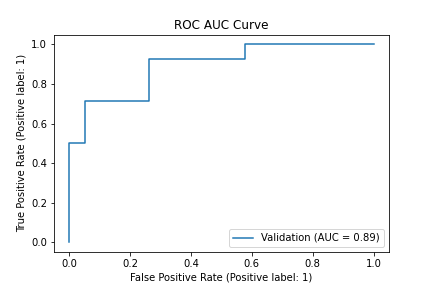 ROC AUC Curve
True Positive Rate (Positive label: 1)
1.0
0.8
0.6
0.4
0.2
0.0
Validation (AUC = 0.89)
0.0 0.2 0.4 0.6 0.8 1.0
False Positive Rate (Positive label: 1)